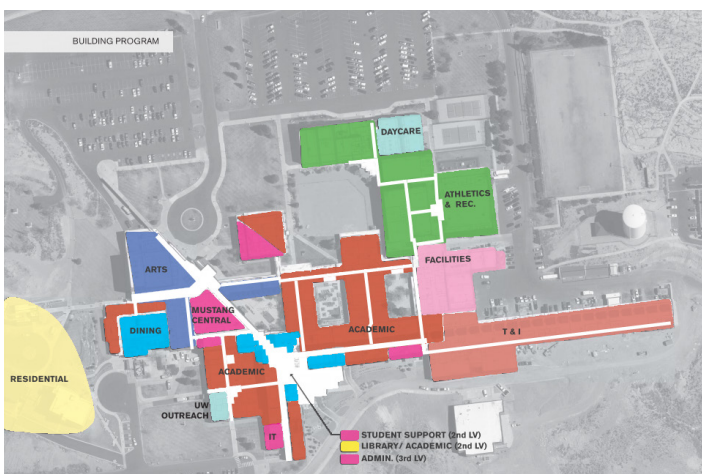 BUILDING PROGRAM
DAYCARE
ATHLETICS
& REC.
FACILITIES
ARTS
MUSTANG
CENTRAL
DINING
ACADEMIC
T & I
RESIDENTIAL
ACADEMIC
UW
OUTREACH
IT
STUDENT SUPPORT (2nd LV)
LIBRARY/ ACADEMIC (2nd LV)
ADMIN. (3rd LV)